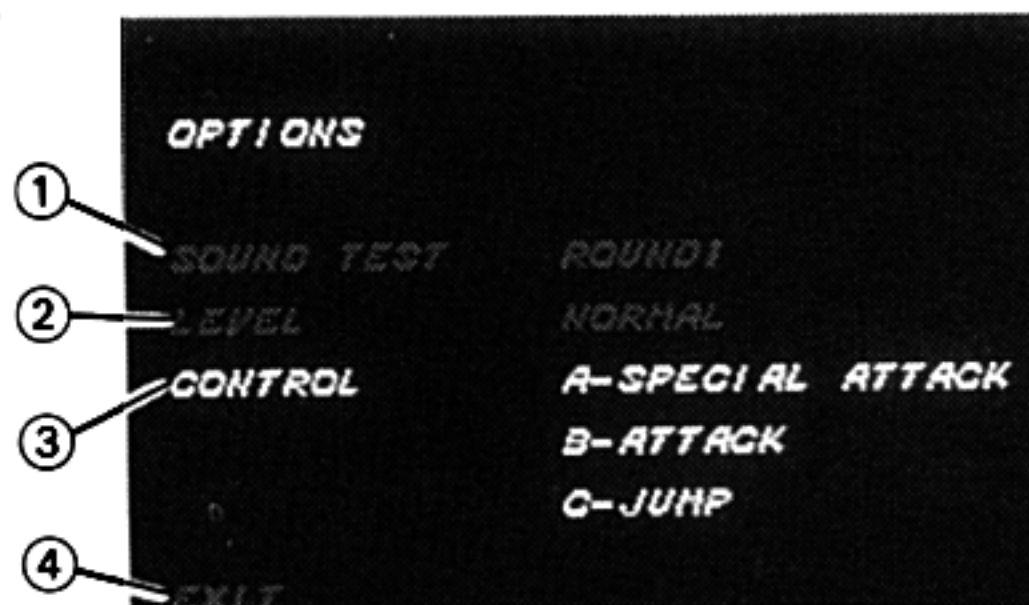 OPTIONS
① SOUND TEST ROUND1
② LEVEL NORMAL
③ CONTROL A-SPECIAL ATTACK
B-ATTACK
C-JUMP
④ EXIT